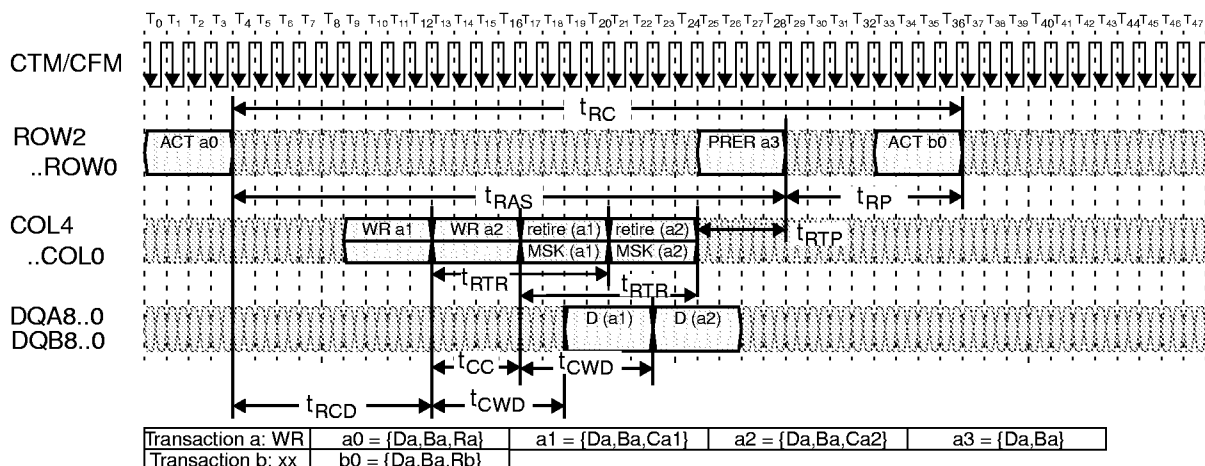 T0 T1 T2 T3 T4 T5 T6 T7 T8 T9 T10 T11 T12 T13 T14 T15 T16 T17 T18 T19 T20 T21 T22 T23 T24 T25 T26 T27 T28 T29 T30 T31 T32 T33 T34 T35 T36 T37 T38 T39 T40 T41 T42 T43 T44 T45 T46 T47
CTM/CFM
tRC
ROW2
..ROW0
ACT a0
PRER a3
ACT b0
tRAS
tRP
COL4
..COL0
WR a1
WR a2
retire (a1)
retire (a2)
MSK (a1)
MSK (a2)
tRTP
tRTR
tRTR
DQA8..0
DQB8..0
D (a1)
D (a2)
tCC
tCWD
tRCD
tCWD
Transaction a: WR a0 = {Da,Ba,Ra} a1 = {Da,Ba,Ca1} a2 = {Da,Ba,Ca2} a3 = {Da,Ba}
Transaction b: xx b0 = {Da,Ba,Rb}